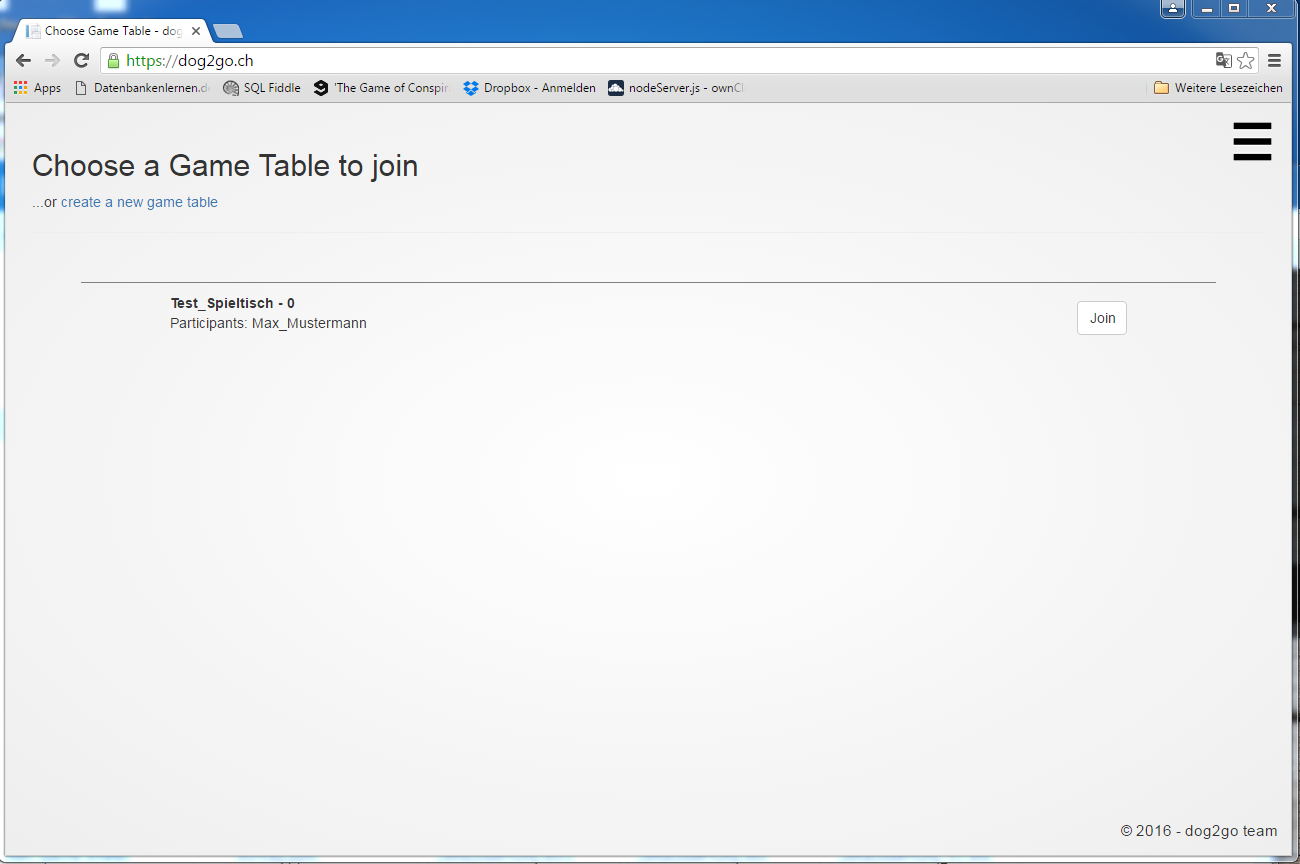 Choose Game Table - dog
https://dog2go.ch
Apps Datenbankenlernen.d SQL Fiddle 'The Game of Conspir Dropbox - Anmelden nodeServer.js - ownCl Weitere Lesezeichen
Choose a Game Table to join
...or create a new game table
Test_Spieltisch - 0
Participants: Max_Mustermann
Join
© 2016 - dog2go team